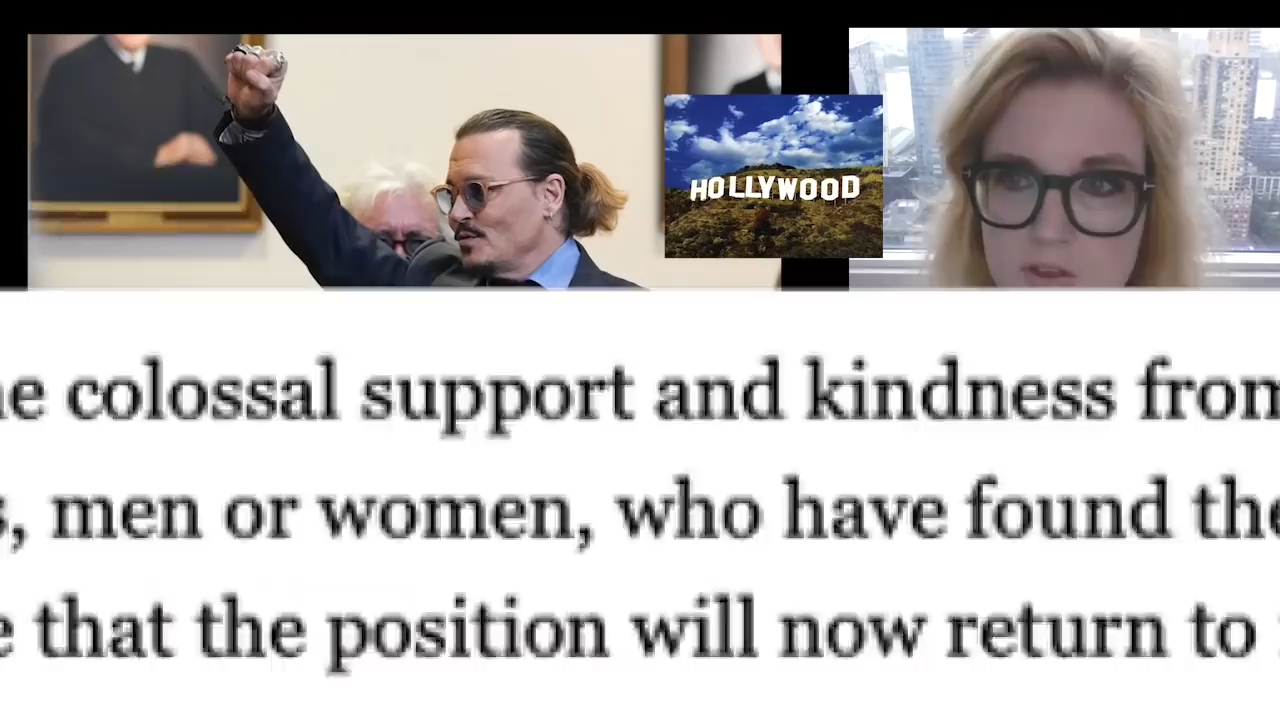 HOLLYWOOD
colossal support and kindness from
men or women, who have found
that the position will now return to